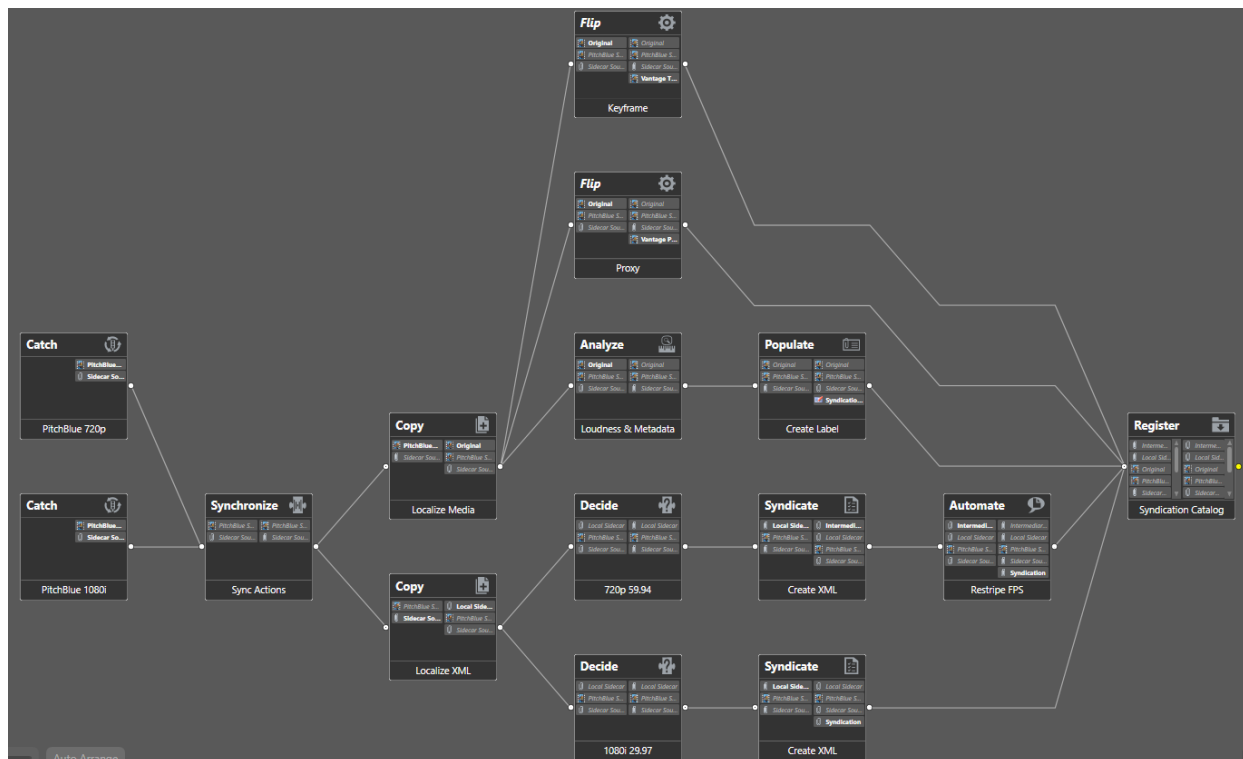 Flip
Original Original
PitchBlue S... PitchBlue S...
Sidecar Sou... Sidecar Sou...
Vantage T...
Keyframe
Flip
Original Original
PitchBlue S... PitchBlue S...
Sidecar Sou... Sidecar Sou...
Vantage P...
Proxy
Catch
PitchBlue...
Sidecar So...
PitchBlue 720p
Analyze
Original Original
PitchBlue S... PitchBlue S...
Sidecar Sou... Sidecar Sou...
Loudness & Metadata
Populate
Original Original
PitchBlue S... PitchBlue S...
Sidecar Sou... Sidecar Sou...
Syndicatio...
Create Label
Copy
PitchBlue... Original
Sidecar Sou... PitchBlue S...
Sidecar Sou...
Localize Media
Register
Interme... Interme...
Local Sid... Local Sid...
Original Original
PitchBlu... PitchBlu...
Sidecar... Sidecar...
Syndication Catalog
Catch
PitchBlue...
Sidecar So...
PitchBlue 1080i
Synchronize
PitchBlue S... PitchBlue S...
Sidecar Sou... Sidecar Sou...
Sync Actions
Decide
Local Sidecar Local Sidecar
PitchBlue S... PitchBlue S...
Sidecar Sou... Sidecar Sou...
720p 59.94
Syndicate
Local Side... Intermedi...
PitchBlue S... Local Sidecar
Sidecar Sou... PitchBlue S...
Sidecar Sou...
Create XML
Automate
Intermedi... Intermediar...
Local Sidecar Local Sidecar
PitchBlue S... PitchBlue S...
Sidecar Sou... Sidecar Sou...
Syndication
Restripe FPS
Copy
PitchBlue S... Local Side...
Sidecar So... PitchBlue S...
Sidecar Sou...
Localize XML
Decide
Local Sidecar Local Sidecar
PitchBlue S... PitchBlue S...
Sidecar Sou... Sidecar Sou...
1080i 29.97
Syndicate
Local Side... Local Sidecar
PitchBlue S... PitchBlue S...
Sidecar Sou... Sidecar Sou...
Syndication
Create XML
Auto Arrange